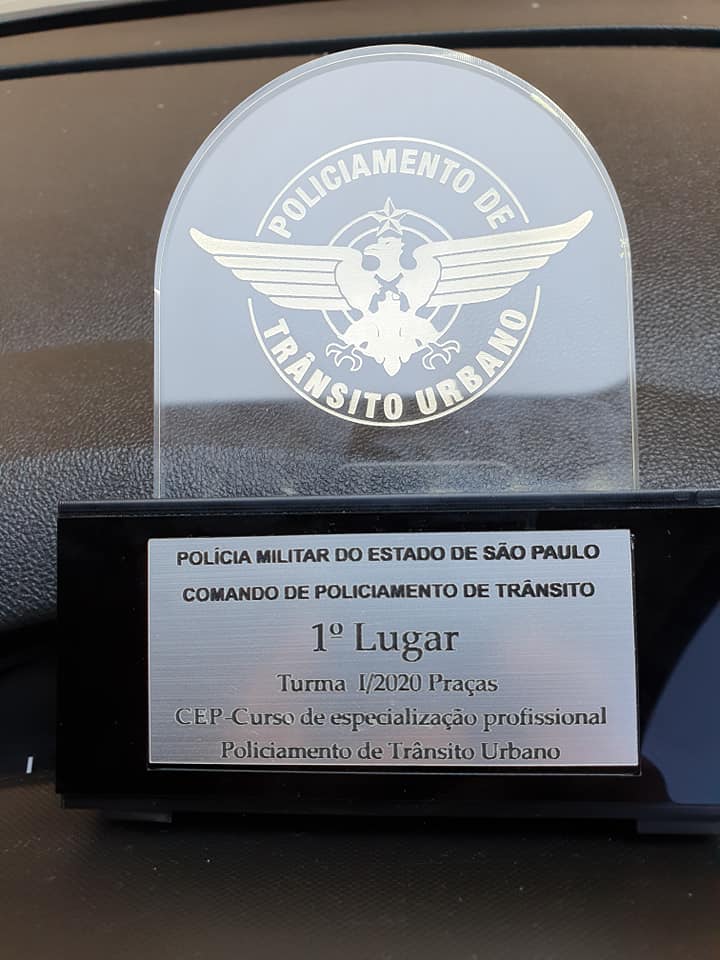 POLICIAMENTO DE
TRÂNSITO URBANO
POLÍCIA MILITAR DO ESTADO DE SÃO PAULO
COMANDO DE POLICIAMENTO DE TRÂNSITO
1º Lugar
Turma I/2020 Praças
CEP-Curso de especialização profissional
Policiamento de Trânsito Urbano